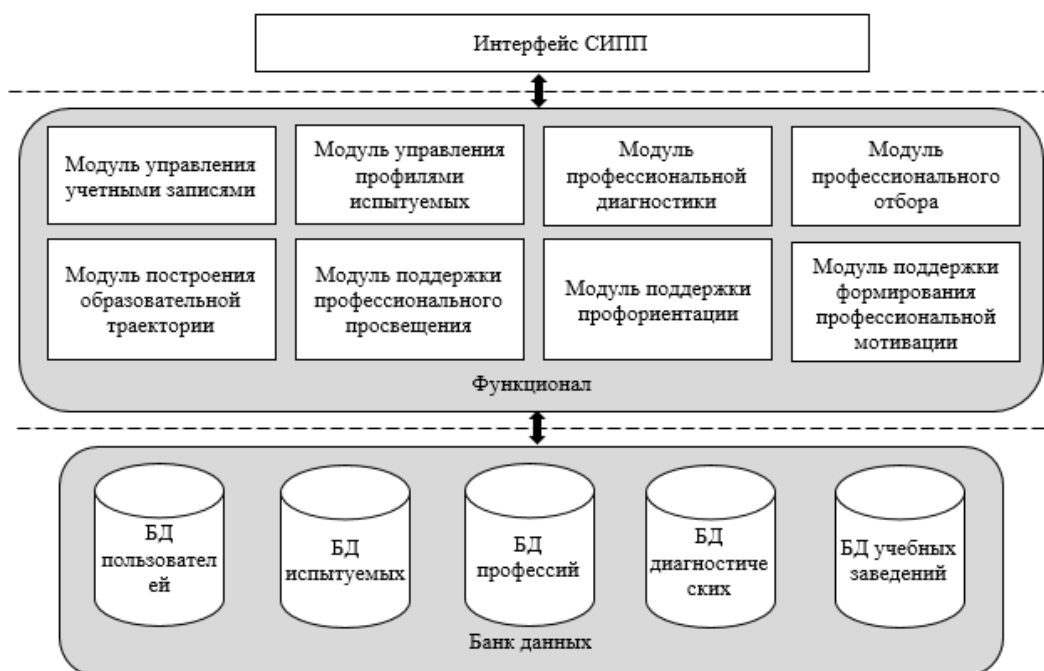 Интерфейс СИПП
Модуль управления
учетными записями
Модуль управления
профилями
испытуемых
Модуль
профессиональной
диагностики
Модуль
профессионального
отбора
Модуль построения
образовательной
траектории
Модуль поддержки
профессионального
просвещения
Модуль поддержки
профориентации
Модуль поддержки
формирования
профессиональной
мотивации
Функционал
БД
пользовател
ей
БД
испытуемых
БД
профессий
БД
диагностиче
ских
БД учебных
заведений
Банк данных